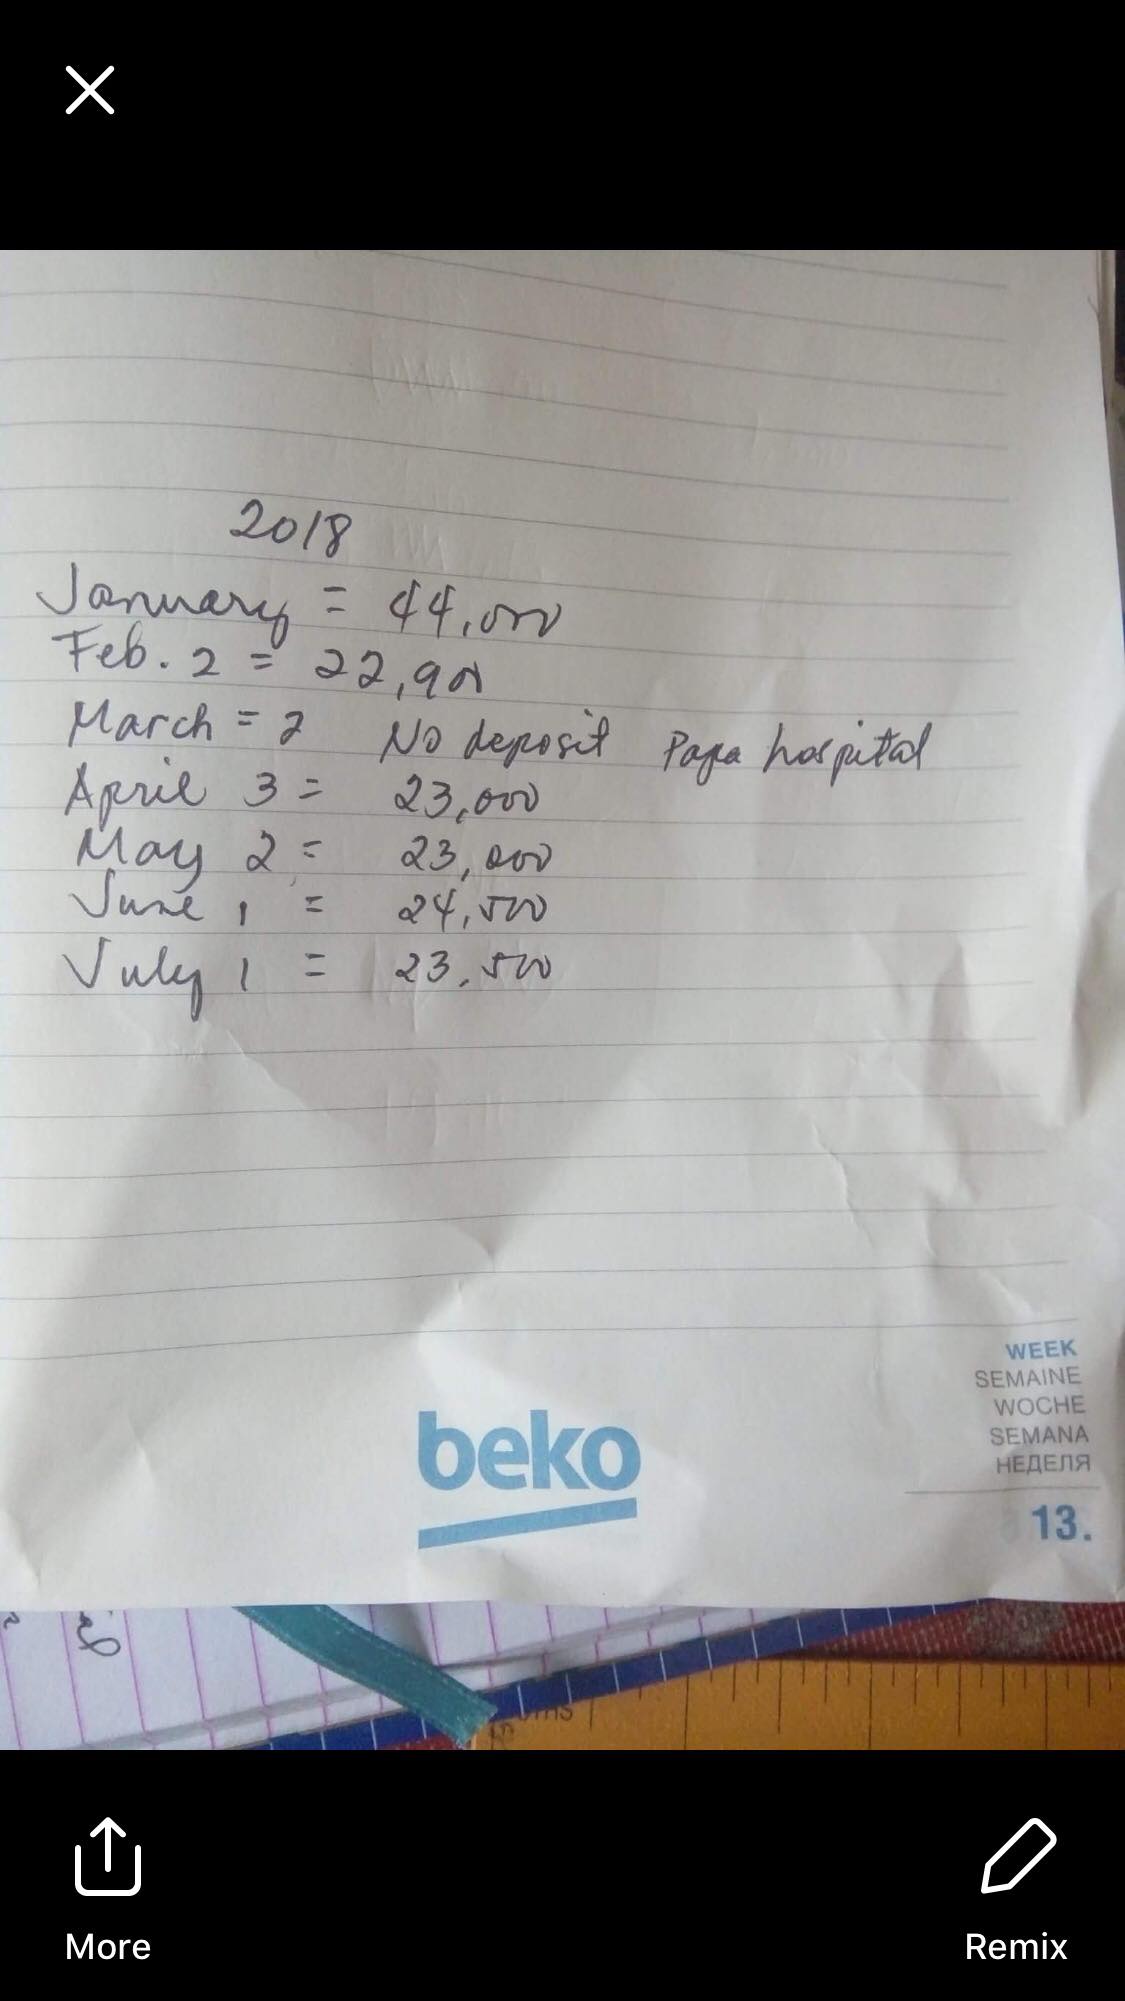 2018
January = 44,000
Feb. 2 = 22,900
March = 2 No deposit Papa hospital
April 3 = 23,000
May 2 = 23,000
June 1 = 24,500
July 1 = 23,500
beko
WEEK
SEMAINE
WOCHE
SEMANA
НЕДЕЛЯ
13.
More
Remix